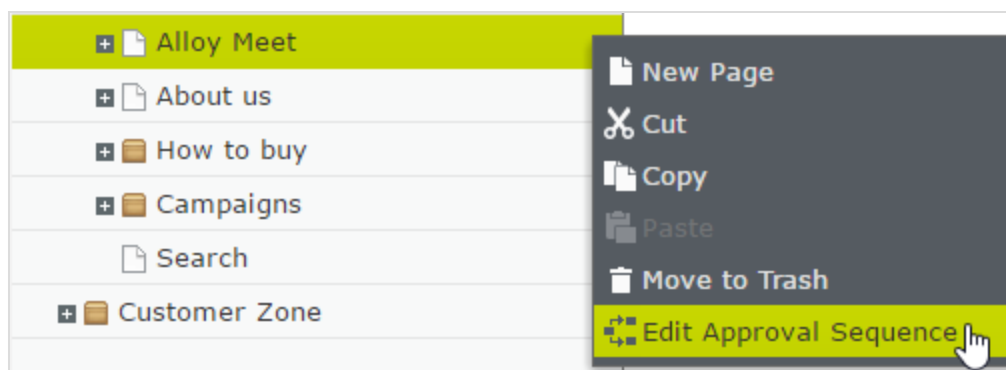 Alloy Meet
About us
How to buy
Campaigns
Search
Customer Zone
New Page
Cut
Copy
Paste
Move to Trash
Edit Approval Sequence